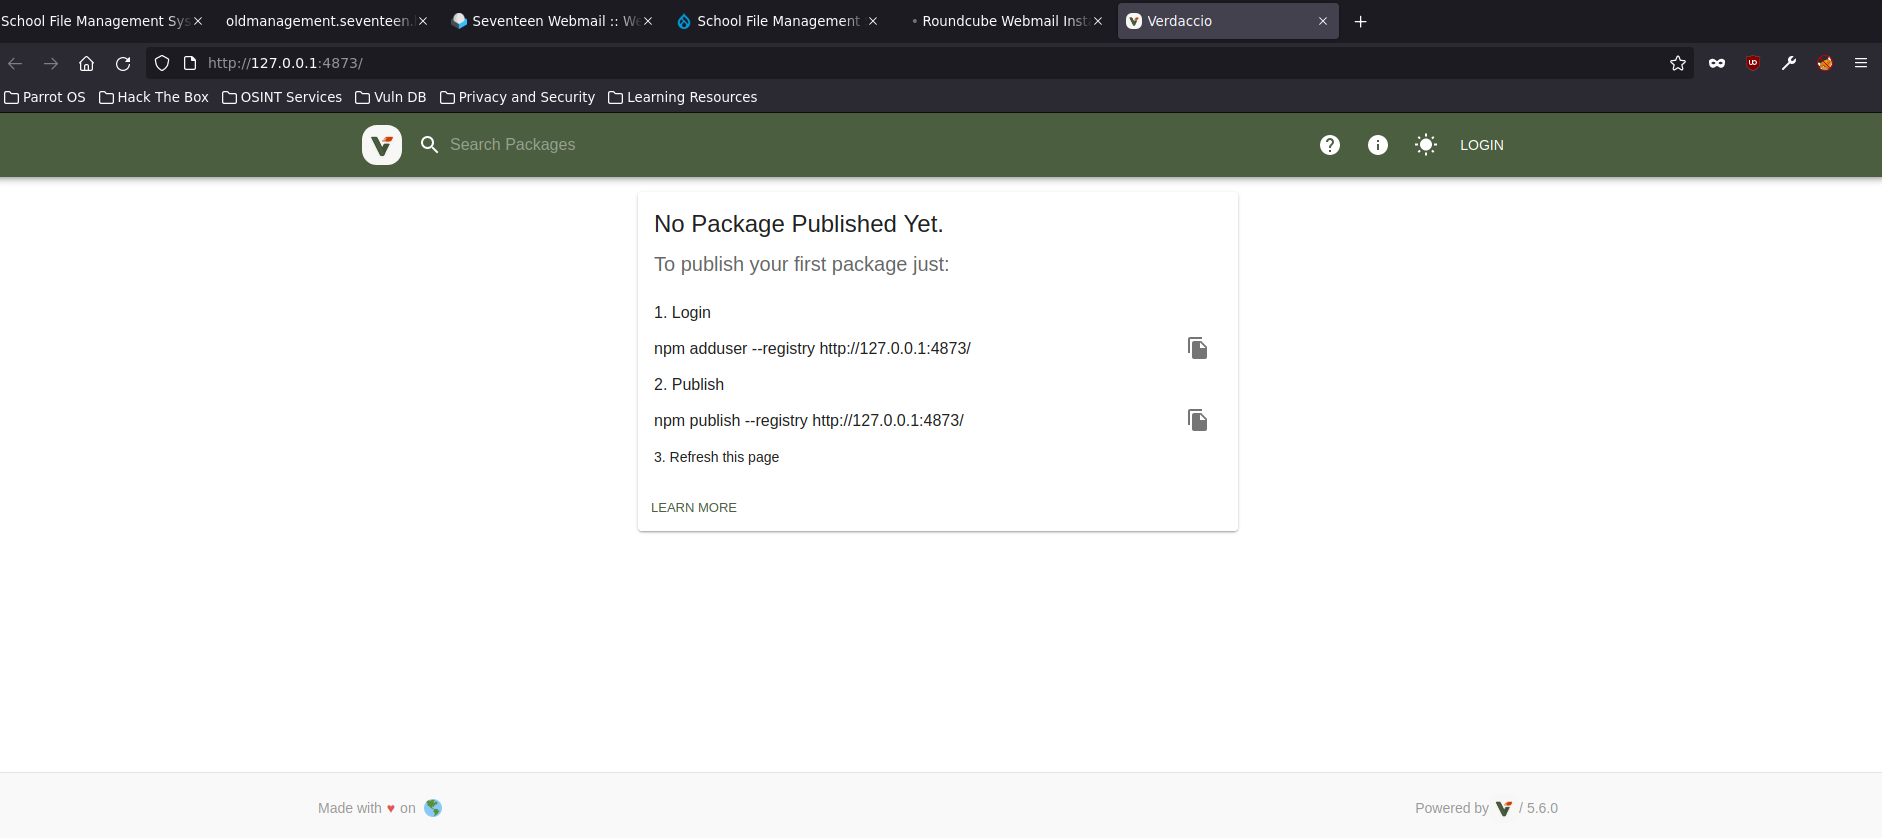 School File Management Sys
oldmanagement.seventeen.
Seventeen Webmail :: We
School File Management
Roundcube Webmail Inst
Verdaccio
http://127.0.0.1:4873/
Parrot OS
Hack The Box
OSINT Services
Vuln DB
Privacy and Security
Learning Resources
Search Packages
LOGIN
No Package Published Yet.
To publish your first package just:
1. Login
npm adduser --registry http://127.0.0.1:4873/
2. Publish
npm publish --registry http://127.0.0.1:4873/
3. Refresh this page
LEARN MORE
Made with ♥ on
Powered by / 5.6.0